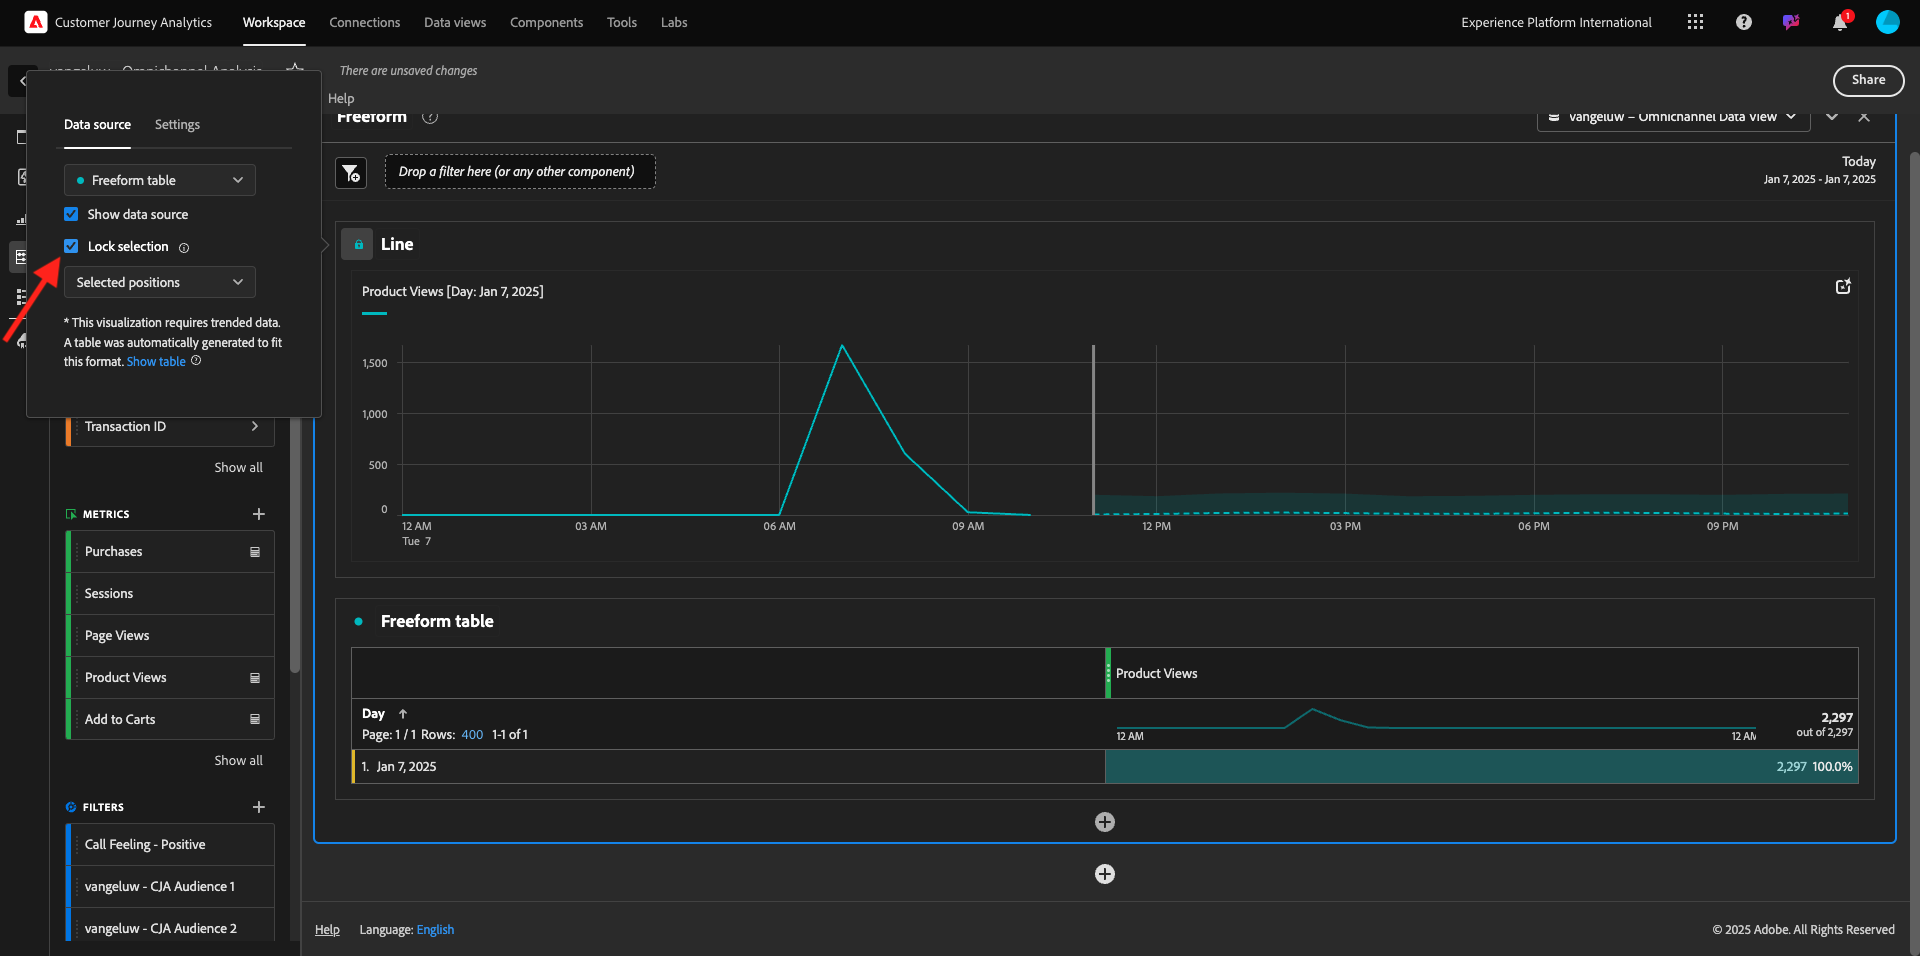 Customer Journey Analytics
Workspace
Connections
Data views
Components
Tools
Labs
Experience Platform International
1
vangeluw - Omnichannel Analysis
There are unsaved changes
Share
Help
Data source
Settings
Freeform table
Show data source
Lock selection
Selected positions
* This visualization requires trended data.
A table was automatically generated to fit
this format. Show table
Transaction ID
Show all
METRICS
Purchases
Sessions
Page Views
Product Views
Add to Carts
Show all
FILTERS
Call Feeling - Positive
vangeluw - CJA Audience 1
vangeluw - CJA Audience 2
Freeform
vangeluw – Omnichannel Data View
Drop a filter here (or any other component)
Today
Jan 7, 2025 - Jan 7, 2025
Line
Product Views [Day: Jan 7, 2025]
1,500
1,000
500
0
12 AM
03 AM
06 AM
09 AM
12 PM
03 PM
06 PM
09 PM
Tue 7
Freeform table
Product Views
Day
Page: 1 / 1 Rows: 400 1-1 of 1
12 AM
12 AM
2,297
out of 2,297
1. Jan 7, 2025
2,297 100.0%
Help
Language: English
© 2025 Adobe. All Rights Reserved